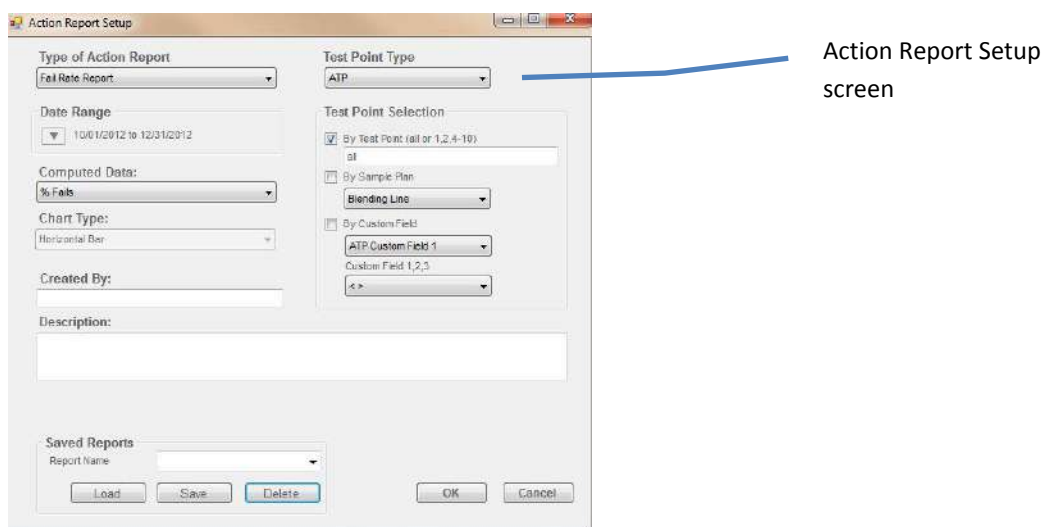 Action Report Setup
Type of Action Report
Fail Rate Report
Date Range
10/01/2012 to 12/31/2012
Computed Data:
% Fails
Chart Type:
Horizontal Bar
Created By:
Description:
Test Point Type
ATP
Test Point Selection
By Test Point (all or 1,2,4-10)
all
By Sample Plan
Blending Line
By Custom Field
ATP Custom Field 1
Custom Field 1,2,3
< >
Saved Reports
Report Name
Load Save Delete
OK Cancel
Action Report Setup
screen